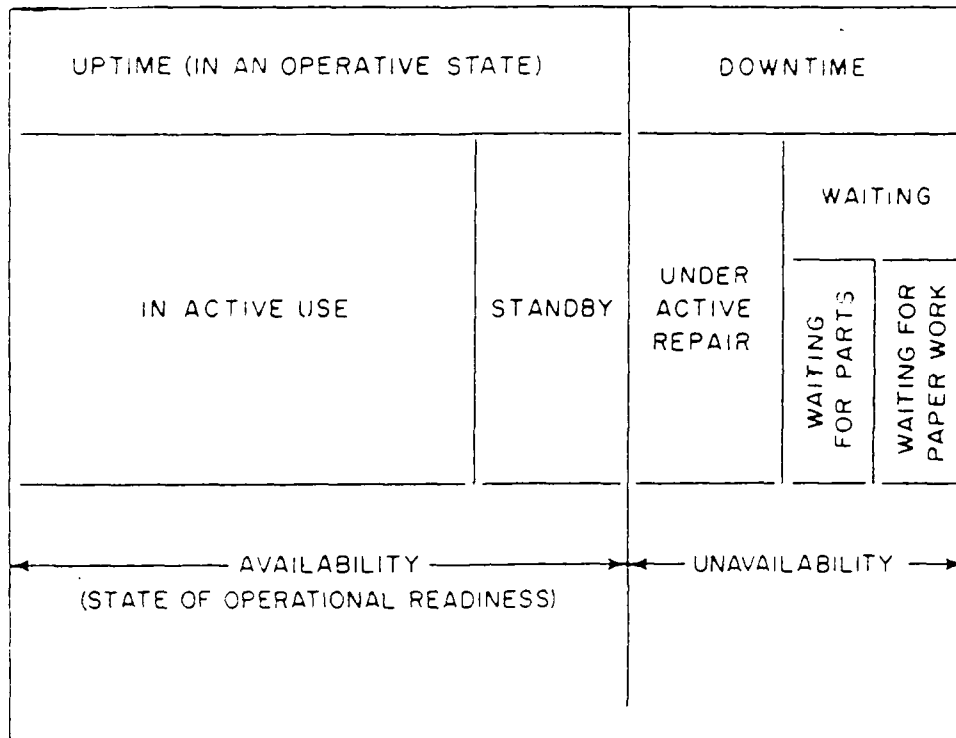 UPTIME (IN AN OPERATIVE STATE)
DOWNTIME
WAITING
IN ACTIVE USE
STANDBY
UNDER
ACTIVE
REPAIR
WAITING
FOR PARTS
WAITING FOR
PAPER WORK
AVAILABILITY
(STATE OF OPERATIONAL READINESS)
UNAVAILABILITY